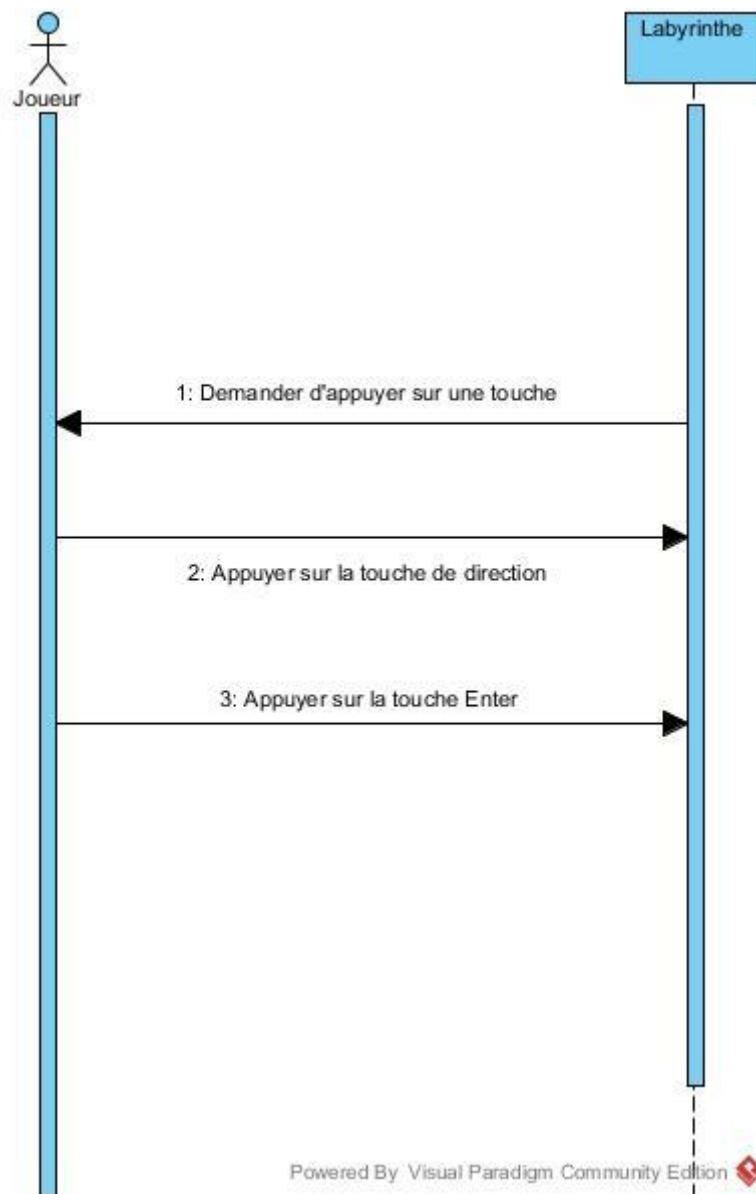 Joueur
Labyrinthe
1: Demander d'appuyer sur une touche
2: Appuyer sur la touche de direction
3: Appuyer sur la touche Enter
Powered By Visual Paradigm Community Edition